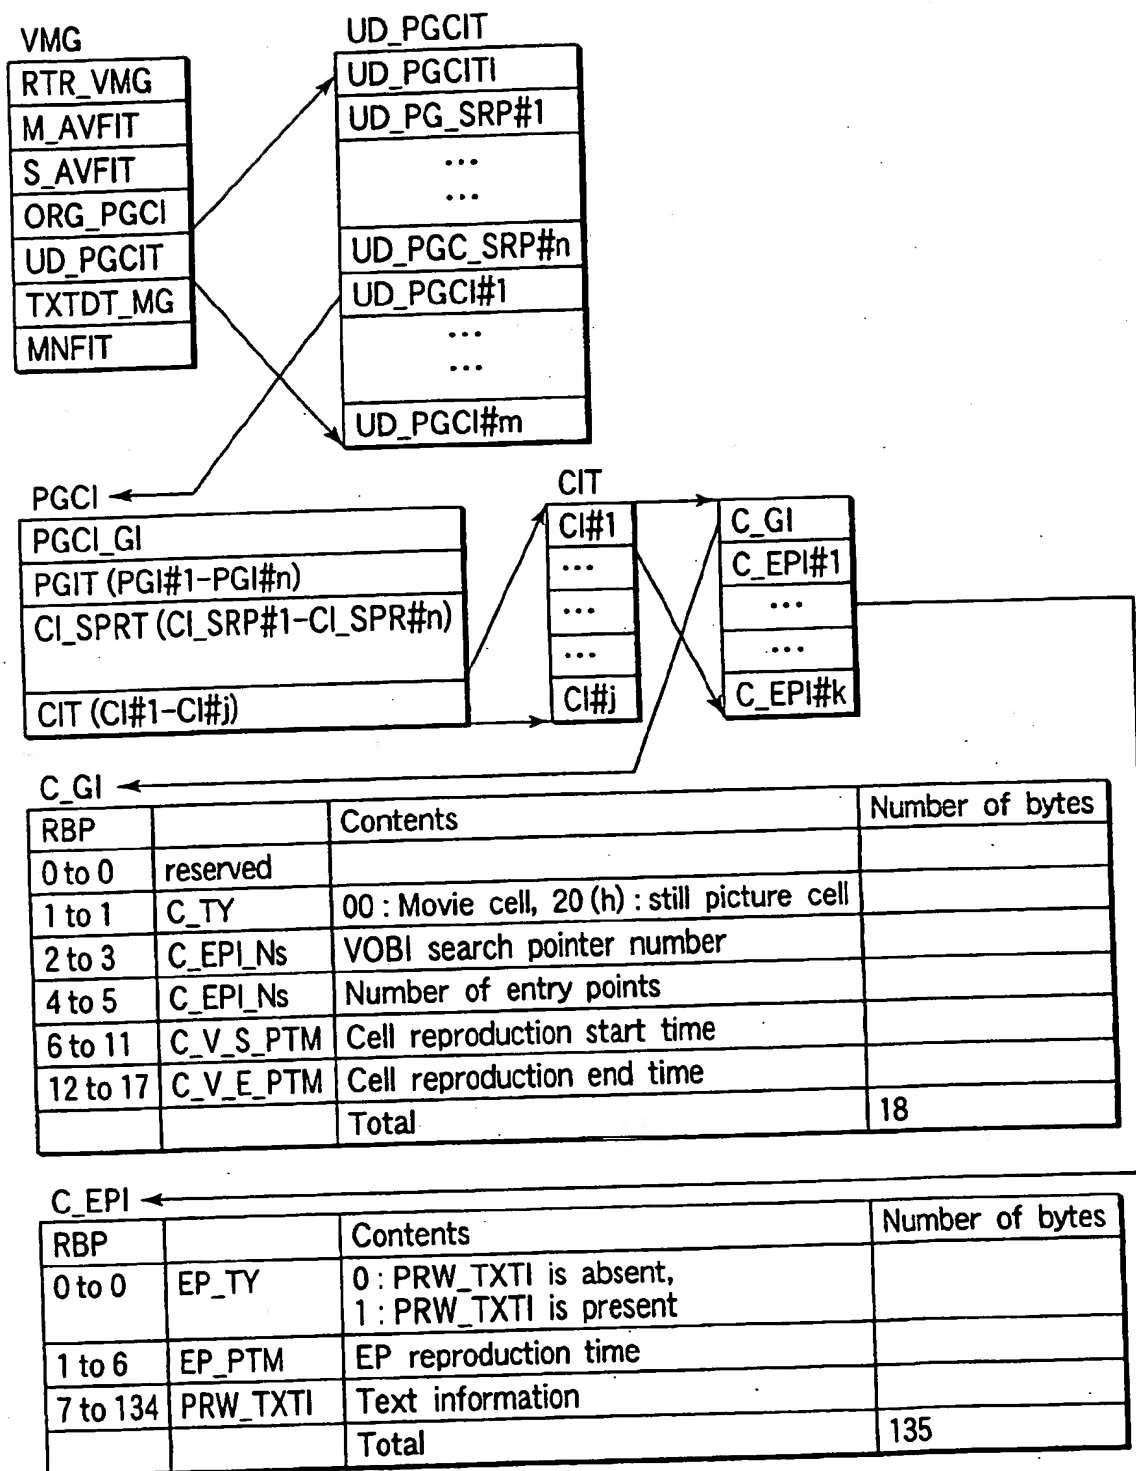 VMG
RTR_VMG
M_AVFIT
S_AVFIT
ORG_PGCI
UD_PGCIT
TXTDT_MG
MNFIT
UD_PGCIT
UD_PGCITI
UD_PG_SRP#1
...
...
UD_PGC_SRP#n
UD_PGCI#1
...
...
UD_PGCI#m
PGCI
PGCI_GI
PGIT (PGI#1-PGI#n)
CI_SPRT (CI_SRP#1-CI_SPR#n)
CIT (CI#1-CI#j)
CIT
CI#1
...
...
...
CI#j
C_GI
C_EPI#1
...
...
C_EPI#k
C_GI
RBP Contents Number of bytes
0 to 0 reserved
1 to 1 C_TY 00 : Movie cell, 20 (h) : still picture cell
2 to 3 C_EPI_Ns VOBI search pointer number
4 to 5 C_EPI_Ns Number of entry points
6 to 11 C_V_S_PTM Cell reproduction start time
12 to 17 C_V_E_PTM Cell reproduction end time
Total 18
C_EPI
RBP Contents Number of bytes
0 to 0 EP_TY 0 : PRW_TXTI is absent,
1 : PRW_TXTI is present
1 to 6 EP_PTM EP reproduction time
7 to 134 PRW_TXTI Text information
Total 135